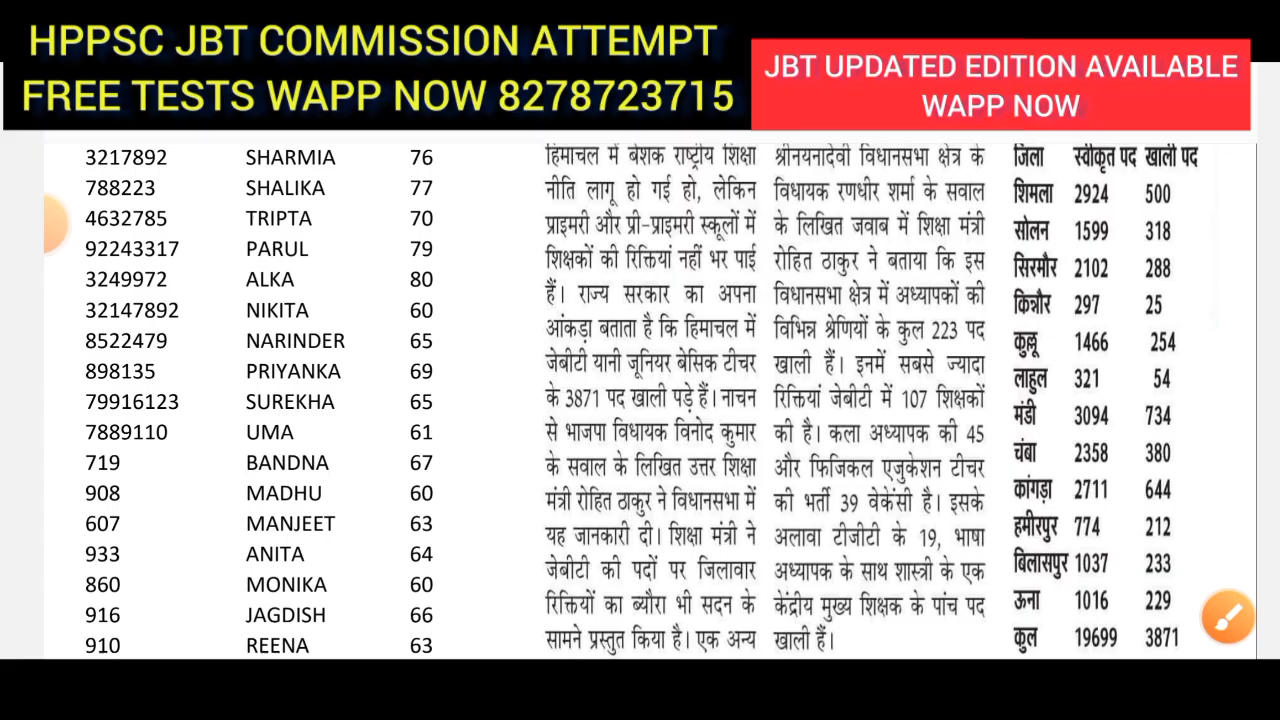 HPPSC JBT COMMISSION ATTEMPT
FREE TESTS WAPP NOW 8278723715
JBT UPDATED EDITION AVAILABLE
WAPP NOW
3217892 SHARMIA 76
788223 SHALIKA 77
4632785 TRIPTA 70
92243317 PARUL 79
3249972 ALKA 80
32147892 NIKITA 60
8522479 NARINDER 65
898135 PRIYANKA 69
79916123 SUREKHA 65
7889110 UMA 61
719 BANDNA 67
908 MADHU 60
607 MANJEET 63
933 ANITA 64
860 MONIKA 60
916 JAGDISH 66
910 REENA 63
हिमाचल में बेशक राष्ट्रीय शिक्षा
नीति लागू हो गई हो, लेकिन
प्राइमरी और प्री-प्राइमरी स्कूलों में
शिक्षकों की रिक्तियां नहीं भर पाई
हैं। राज्य सरकार का अपना
आंकड़ा बताता है कि हिमाचल में
जेबीटी यानी जूनियर बेसिक टीचर
के 3871 पद खाली पड़े हैं। नाचन
से भाजपा विधायक विनोद कुमार
के सवाल के लिखित उत्तर शिक्षा
मंत्री रोहित ठाकुर ने विधानसभा में
यह जानकारी दी। शिक्षा मंत्री ने
जेबीटी की पदों पर जिलावार
रिक्तियों का ब्यौरा भी सदन के
सामने प्रस्तुत किया है। एक अन्य
श्रीनयनादेवी विधानसभा क्षेत्र के
विधायक रणधीर शर्मा के सवाल
के लिखित जवाब में शिक्षा मंत्री
रोहित ठाकुर ने बताया कि इस
विधानसभा क्षेत्र में अध्यापकों की
विभिन्न श्रेणियों के कुल 223 पद
खाली हैं। इनमें सबसे ज्यादा
रिक्तियां जेबीटी में 107 शिक्षकों
की है। कला अध्यापक की 45
और फिजिकल एजुकेशन टीचर
की भर्ती 39 वेकेंसी है। इसके
अलावा टीजीटी के 19, भाषा
अध्यापक के साथ शास्त्री के एक
केंद्रीय मुख्य शिक्षक के पांच पद
खाली हैं।
जिला स्वीकृत पद खाली पद
शिमला 2924 500
सोलन 1599 318
सिरमौर 2102 288
किन्नौर 297 25
कुल्लू 1466 254
लाहुल 321 54
मंडी 3094 734
चंबा 2358 380
कांगड़ा 2711 644
हमीरपुर 774 212
बिलासपुर 1037 233
ऊना 1016 229
कुल 19699 3871